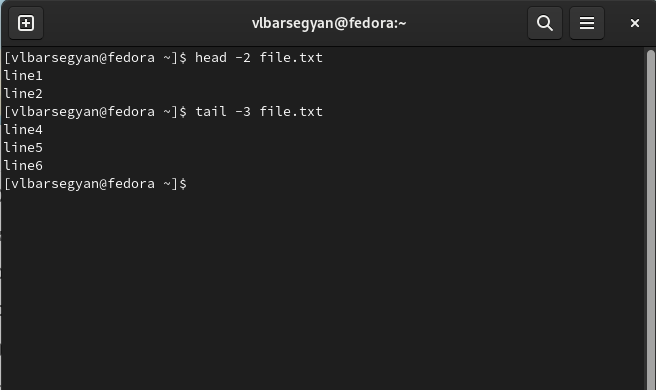 vlbarsegyan@fedora:~
[vlbarsegyan@fedora ~]$ head -2 file.txt
line1
line2
[vlbarsegyan@fedora ~]$ tail -3 file.txt
line4
line5
line6
[vlbarsegyan@fedora ~]$